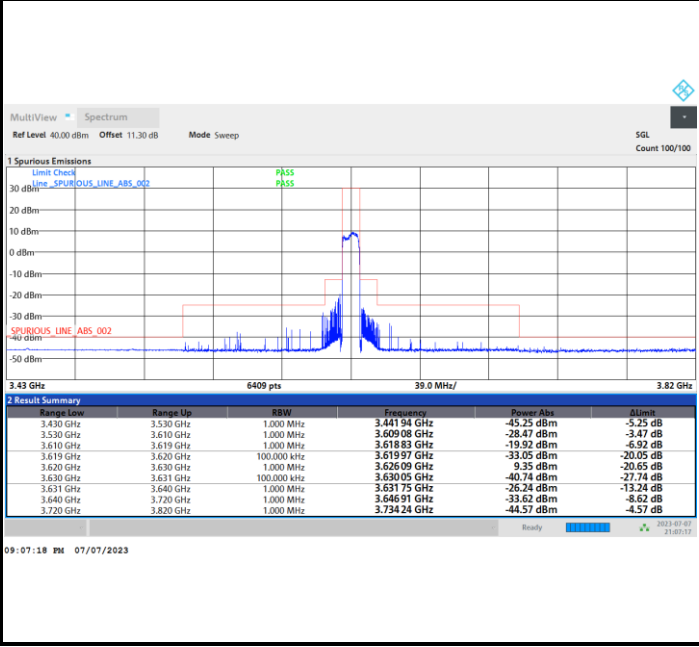 MultiView Spectrum
Ref Level 40.00 dBm Offset 11.30 dB Mode Sweep SGL
Count 100/100
1 Spurious Emissions
Limit Check PASS
Line _SPURIOUS_LINE_ABS_002 PASS
30 dBm
20 dBm
10 dBm
0 dBm
-10 dBm
-20 dBm
-30 dBm
_SPURIOUS_LINE_ABS_002
-40 dBm
-50 dBm
3.43 GHz 6409 pts 39.0 MHz/ 3.82 GHz
2 Result Summary
Range Low Range Up RBW Frequency Power Abs ΔLimit
3.430 GHz 3.530 GHz 1.000 MHz 3.441 94 GHz -45.25 dBm -5.25 dB
3.530 GHz 3.610 GHz 1.000 MHz 3.609 08 GHz -28.47 dBm -3.47 dB
3.610 GHz 3.619 GHz 1.000 MHz 3.618 83 GHz -19.92 dBm -6.92 dB
3.619 GHz 3.620 GHz 100.000 kHz 3.619 97 GHz -33.05 dBm -20.05 dB
3.620 GHz 3.630 GHz 1.000 MHz 3.626 09 GHz 9.35 dBm -20.65 dB
3.630 GHz 3.631 GHz 100.000 kHz 3.630 05 GHz -40.74 dBm -27.74 dB
3.631 GHz 3.640 GHz 1.000 MHz 3.631 75 GHz -26.24 dBm -13.24 dB
3.640 GHz 3.720 GHz 1.000 MHz 3.646 91 GHz -33.62 dBm -8.62 dB
3.720 GHz 3.820 GHz 1.000 MHz 3.734 24 GHz -44.57 dBm -4.57 dB
Ready 2023-07-07
21:07:17
09:07:18 PM 07/07/2023